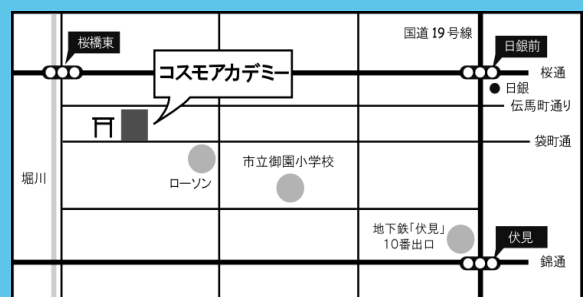 国道19号線
桜橋東
日銀前
コスモアカデミー
桜通
日銀
伝馬町通り
袋町通
市立御園小学校
堀川
ローソン
地下鉄「伏見」
10番出口
伏見
錦通